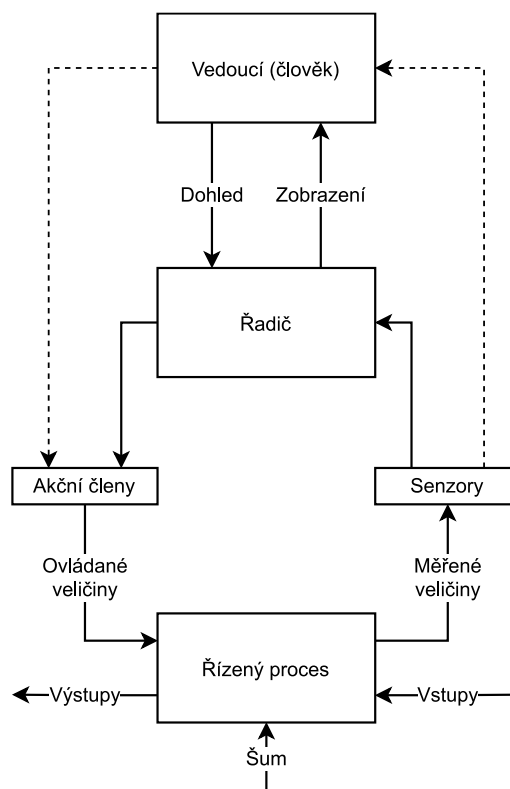 Vedoucí (člověk)
Dohled
Zobrazení
Řadič
Akční členy
Senzory
Ovládané
veličiny
Měřené
veličiny
Řízený proces
Výstupy
Vstupy
Šum